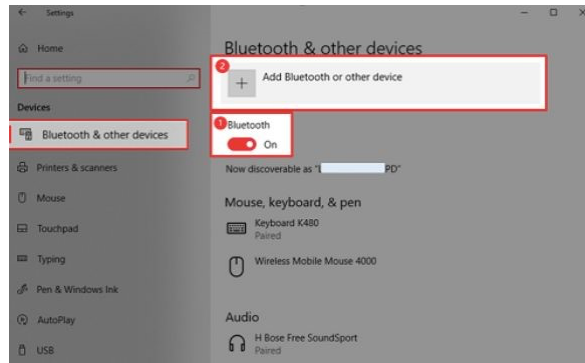 Settings
Home
Find a setting
Devices
Bluetooth & other devices
Printers & scanners
Mouse
Touchpad
Typing
Pen & Windows Ink
AutoPlay
USB
Bluetooth & other devices
2
Add Bluetooth or other device
1
Bluetooth
On
Now discoverable as "L PD"
Mouse, keyboard, & pen
Keyboard K480
Paired
Wireless Mobile Mouse 4000
Audio
H Bose Free SoundSport
Paired